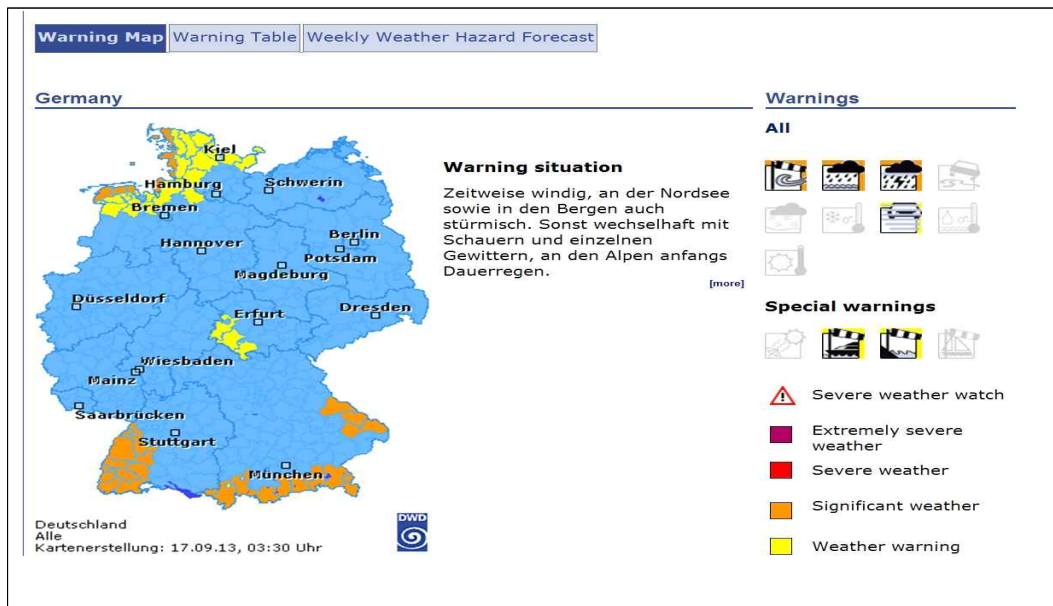 Warning Map
Warning Table
Weekly Weather Hazard Forecast
Germany
Kiel
Hamburg
Schwerin
Bremen
Hannover
Berlin
Potsdam
Magdeburg
Düsseldorf
Erfurt
Dresden
Wiesbaden
Mainz
Saarbrücken
Stuttgart
München
Deutschland
Alle
Kartenerstellung: 17.09.13, 03:30 Uhr
DWD
Warning situation
Zeitweise windig, an der Nordsee
sowie in den Bergen auch
stürmisch. Sonst wechselhaft mit
Schauern und einzelnen
Gewittern, an den Alpen anfangs
Dauerregen.
[more]
Warnings
All
Special warnings
Severe weather watch
Extremely severe
weather
Severe weather
Significant weather
Weather warning